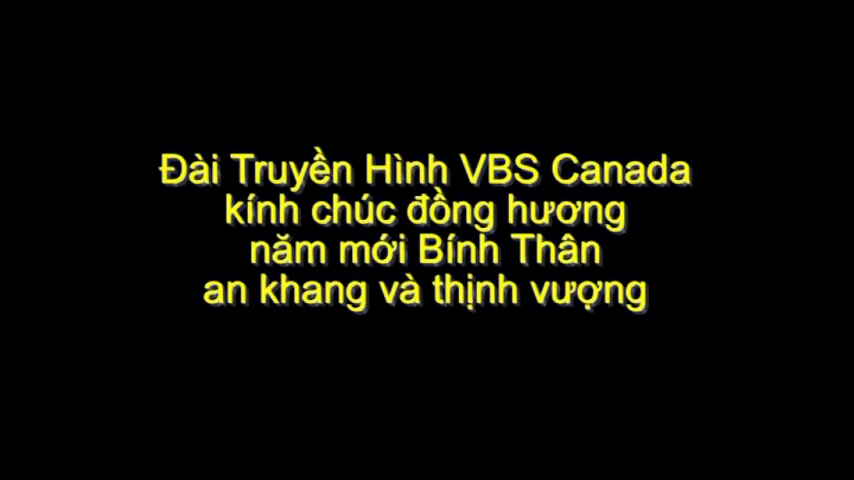 Đài Truyền Hình VBS Canada
kính chúc đồng hương
năm mới Bính Thân
an khang và thịnh vượng